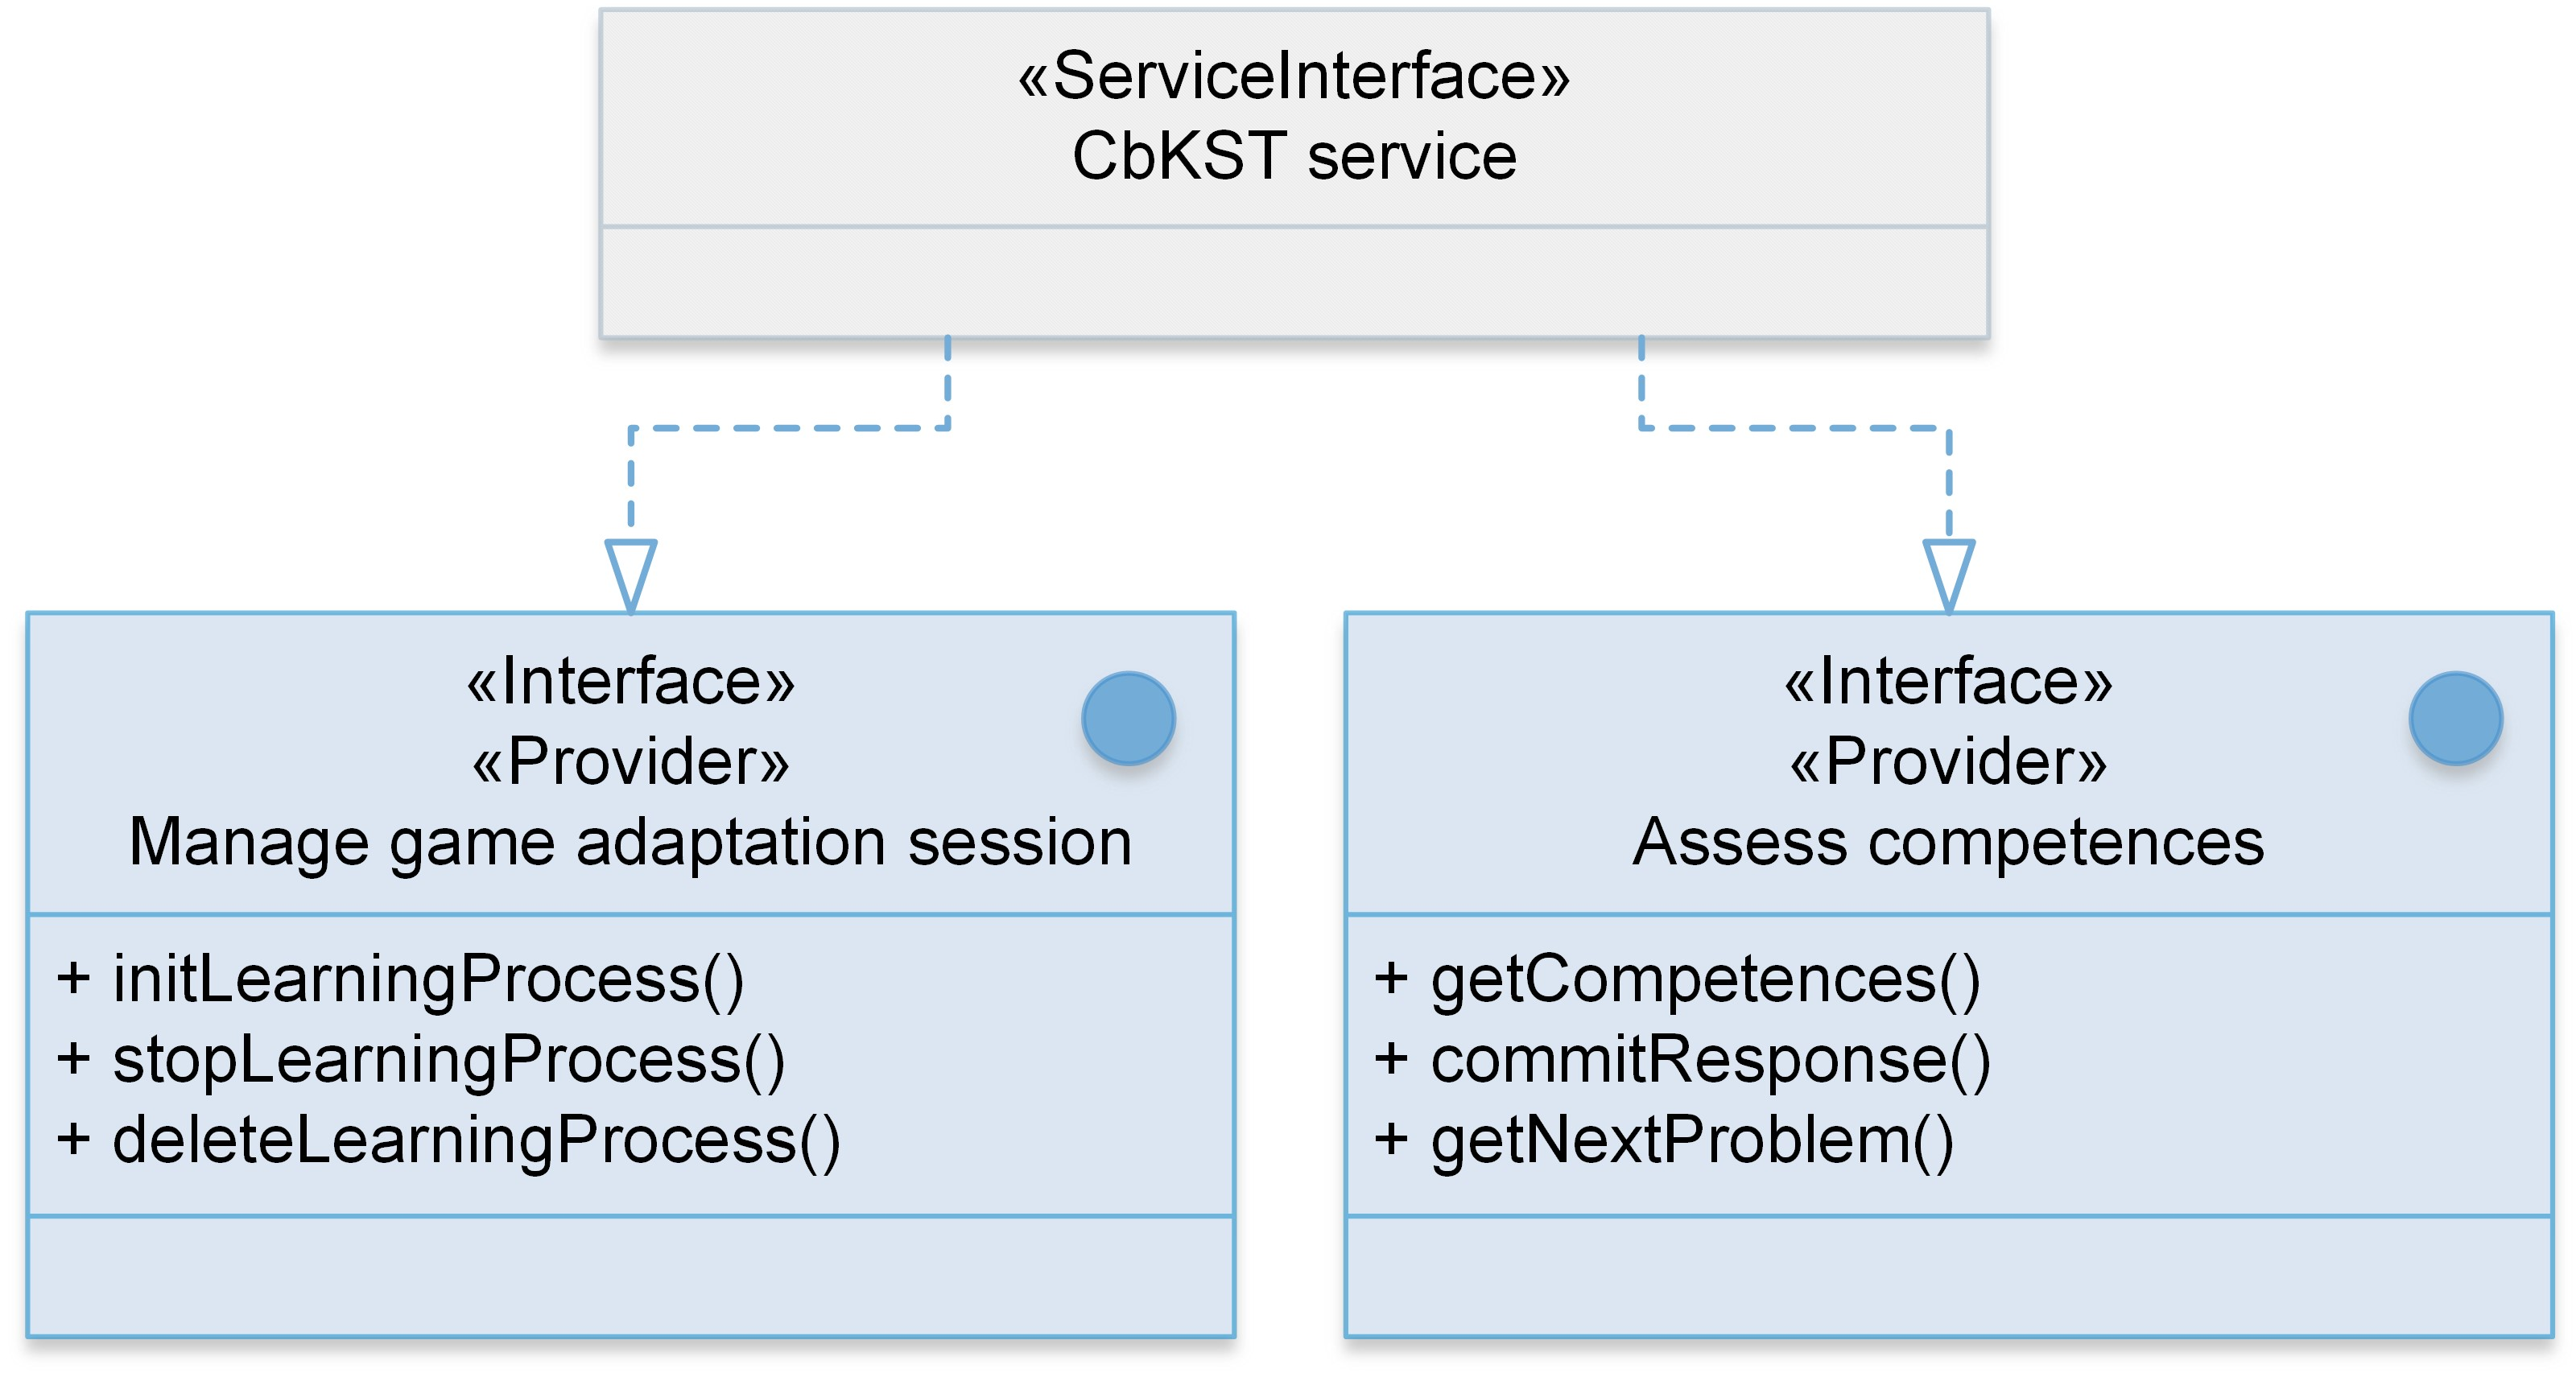 «ServiceInterface»
CbKST service
«Interface»
«Provider»
Manage game adaptation session
+ initLearningProcess()
+ stopLearningProcess()
+ deleteLearningProcess()
«Interface»
«Provider»
Assess competences
+ getCompetences()
+ commitResponse()
+ getNextProblem()